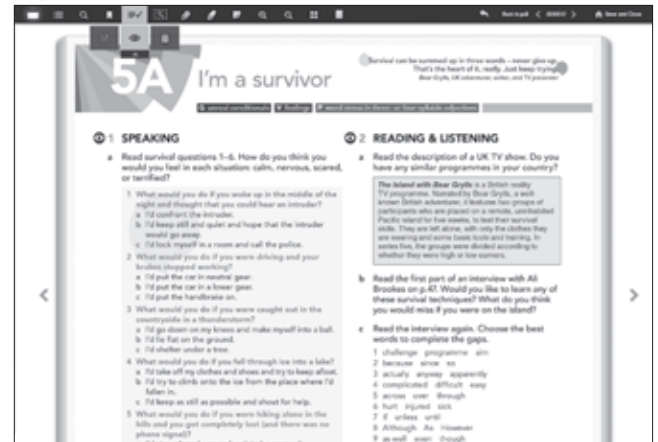 Back to pdf
Save and Close
5A
I'm a survivor
Survival can be summed up in three words – never give up.
That's the heart of it, really. Just keep trying.
Bear Grylls, UK adventurer, writer, and TV presenter
G unreal conditionals V feelings P word stress in three- or four-syllable adjectives
1 SPEAKING
a Read survival questions 1–6. How do you think you
would you feel in each situation: calm, nervous, scared,
or terrified?
1 What would you do if you woke up in the middle of the
night and thought that you could hear an intruder?
a I'd confront the intruder.
b I'd keep still and quiet and hope that the intruder
would go away.
c I'd lock myself in a room and call the police.
2 What would you do if you were driving and your
brakes stopped working?
a I'd put the car in neutral gear.
b I'd put the car in a lower gear.
c I'd put the handbrake on.
3 What would you do if you were caught out in the
countryside in a thunderstorm?
a I'd go down on my knees and make myself into a ball.
b I'd lie flat on the ground.
c I'd shelter under a tree.
4 What would you do if you fell through ice into a lake?
a I'd take off my clothes and shoes and try to keep afloat.
b I'd try to climb onto the ice from the place where I'd
fallen in.
c I'd keep as still as possible and shout for help.
5 What would you do if you were hiking alone in the
hills and you got completely lost (and there was no
phone signal)?
2 READING & LISTENING
a Read the description of a UK TV show. Do you
have any similar programmes in your country?
The Island with Bear Grylls is a British reality
TV programme. Narrated by Bear Grylls, a well-
known British adventurer, it features two groups of
participants who are placed on a remote, uninhabited
Pacific island for five weeks, to test their survival
skills. They are left alone, with only the clothes they
are wearing and some basic tools and training. In
series five, the groups were divided according to
whether they were high or low earners.
b Read the first part of an interview with Ali
Brookes on p.47. Would you like to learn any of
these survival techniques? What do you think
you would miss if you were on the island?
c Read the interview again. Choose the best
words to complete the gaps.
1 challenge programme aim
2 because since so
3 actually anyway apparently
4 complicated difficult easy
5 across over through
6 hurt injured sick
7 if unless until
8 Although As However
9 as well even though